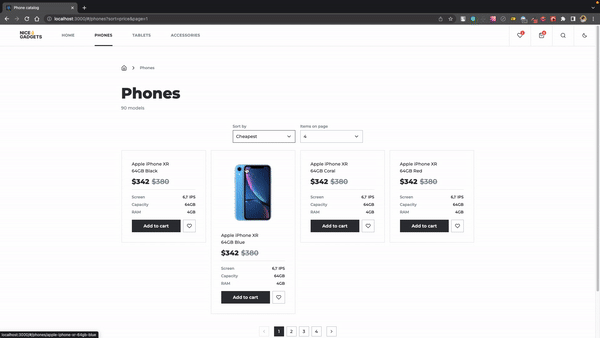 Phone catalog
localhost:3000/#/phones?sort=price&page=1
NICE
GADGETS
HOME
PHONES
TABLETS
ACCESSORIES
Phones
Phones
90 models
Sort by
Items on page
Cheapest
4
Apple iPhone XR
64GB Black
$342 $380
Screen 6,1' IPS
Capacity 64GB
RAM 4GB
Add to cart
Apple iPhone XR
64GB Blue
$342 $380
Screen 6,1' IPS
Capacity 64GB
RAM 4GB
Add to cart
Apple iPhone XR
64GB Coral
$342 $380
Screen 6,1' IPS
Capacity 64GB
RAM 4GB
Add to cart
Apple iPhone XR
64GB Red
$342 $380
Screen 6,1' IPS
Capacity 64GB
RAM 4GB
Add to cart
1 2 3 4
localhost:3000/#/phones/apple-iphone-xr-64gb-blue